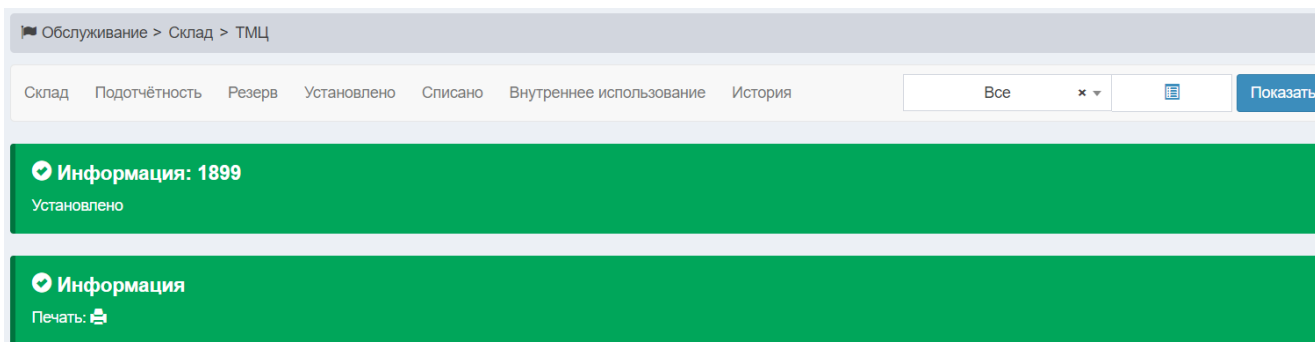 Обслуживание > Склад > ТМЦ
Склад Подотчётность Резерв Установлено Списано Внутреннее использование История Все × Показать
Информация: 1899
Установлено
Информация
Печать: